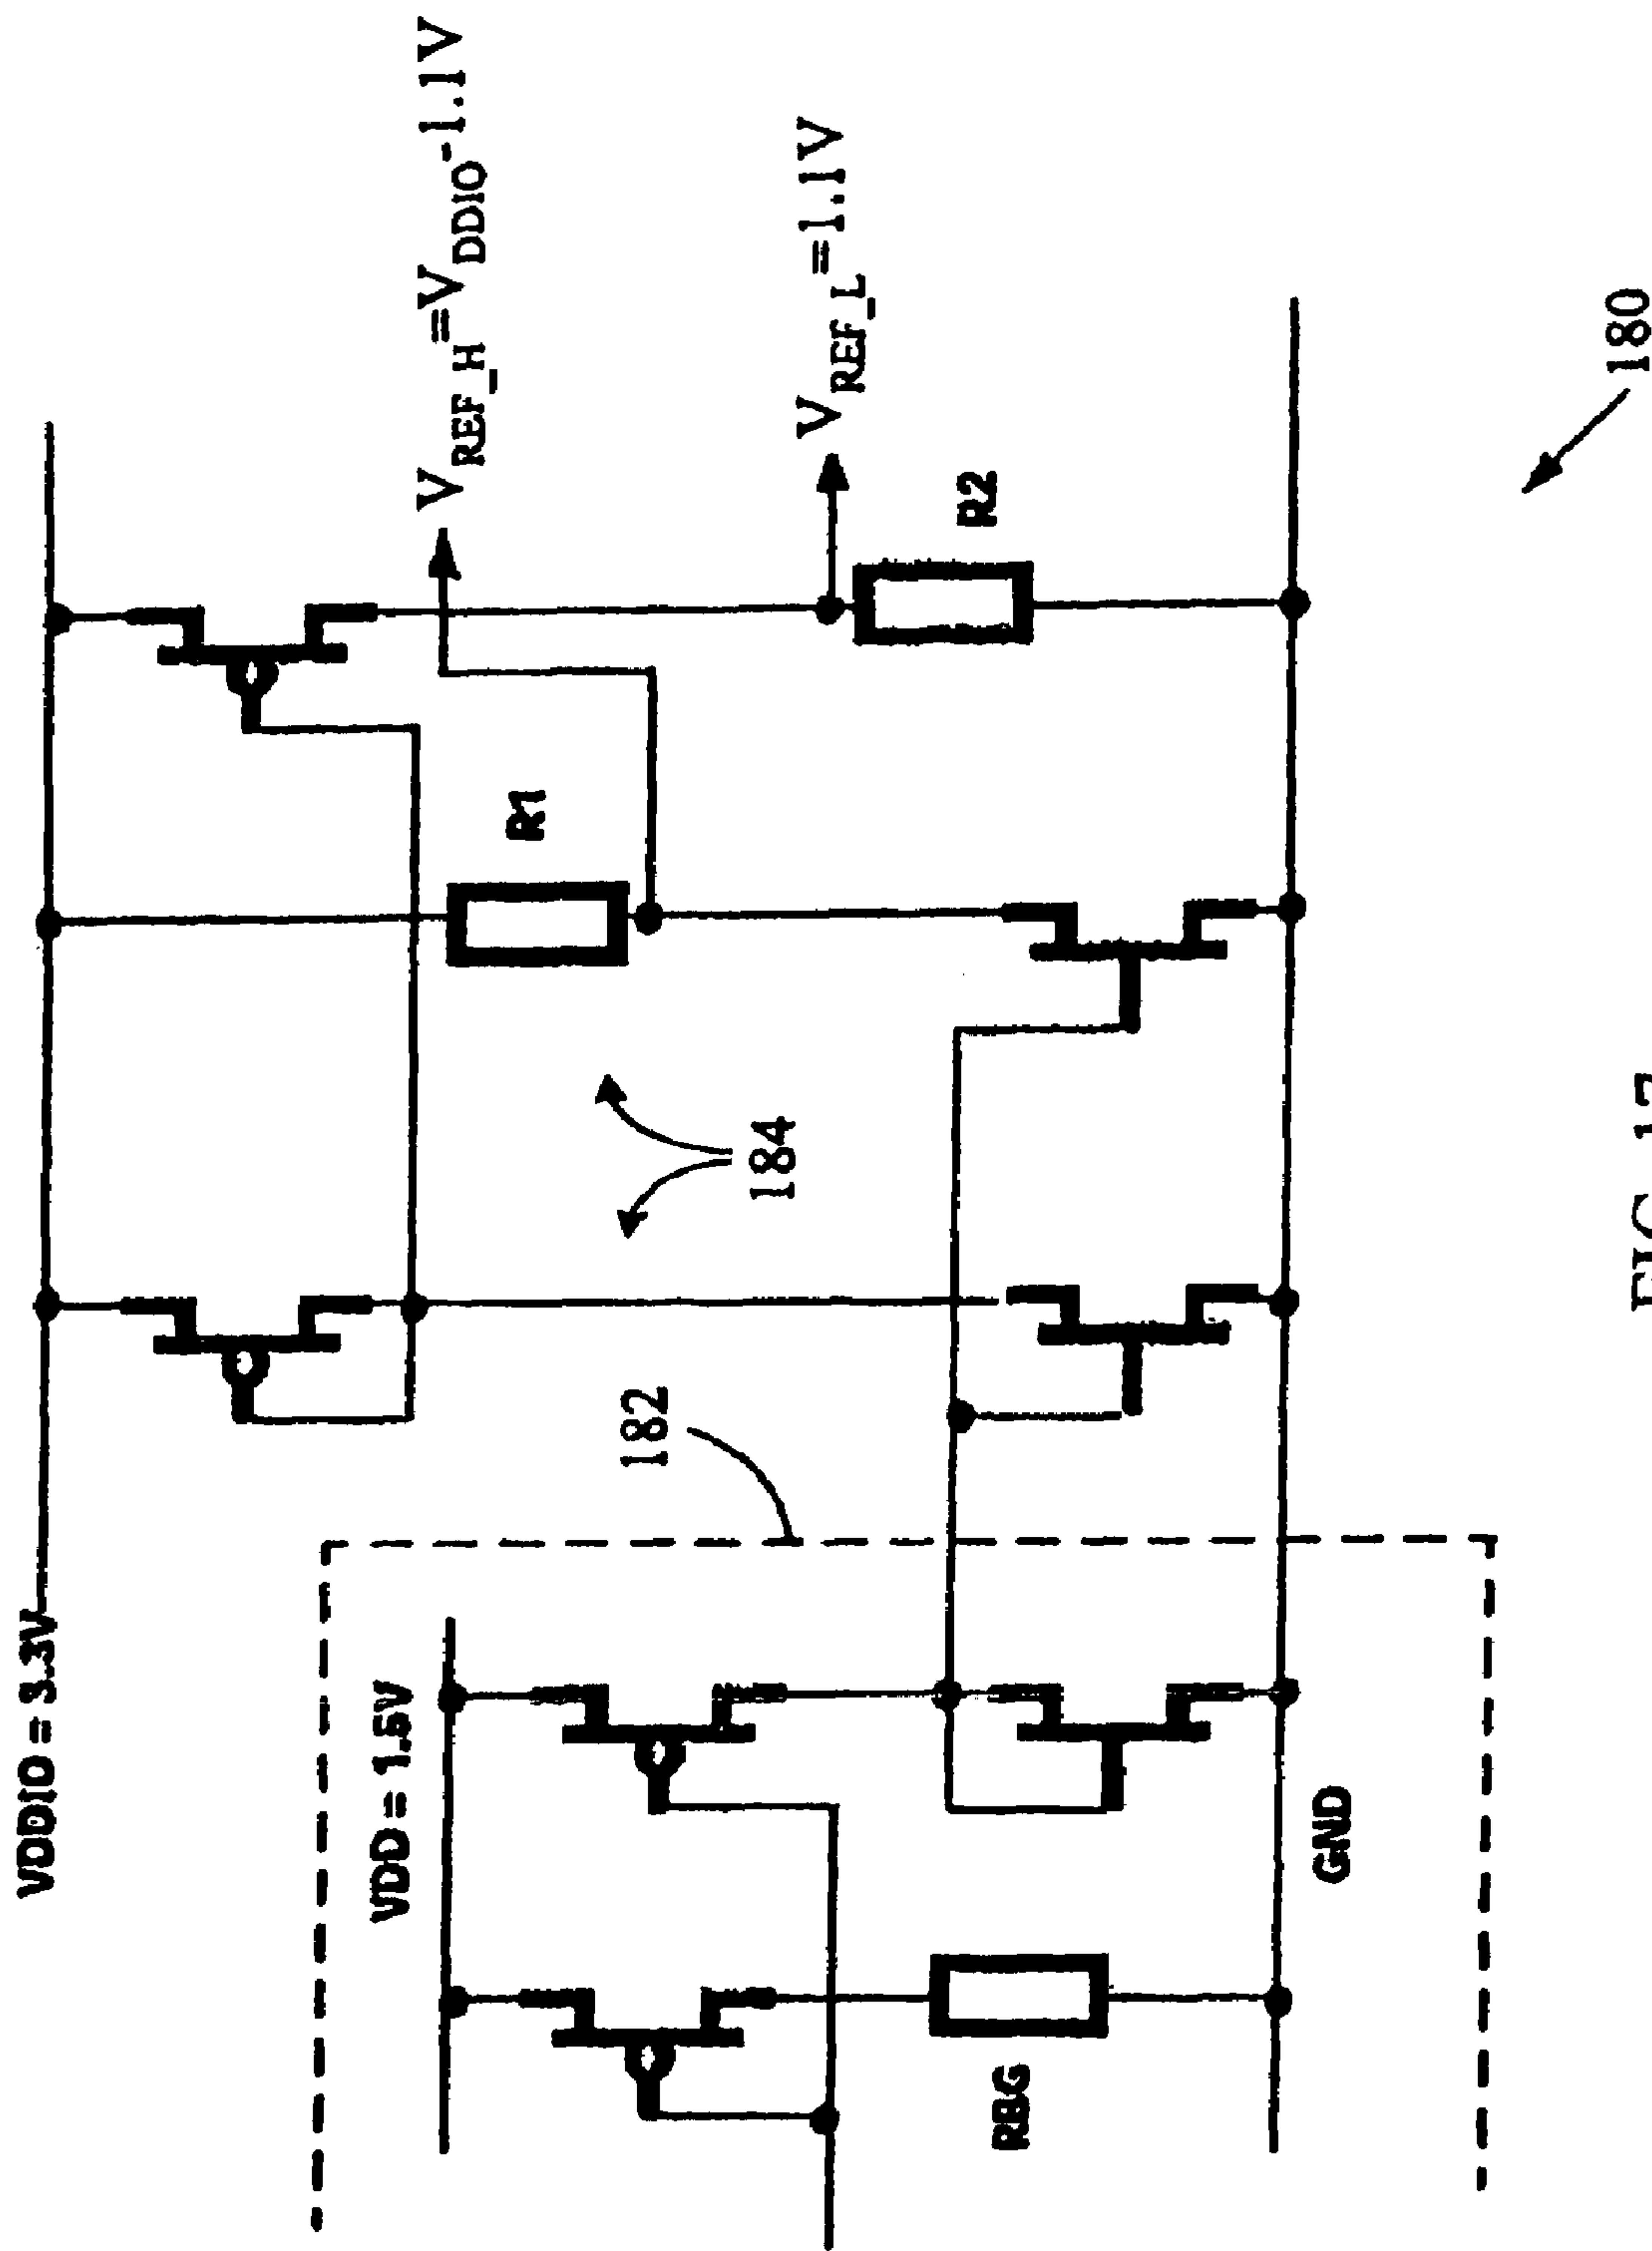 VDDIO = 3.3V
VDD = 1.5V
V_REF_H=V_DDIO-1.1V
V_REF_L=1.1V
R1
R2
184
182
RBG
GND
180